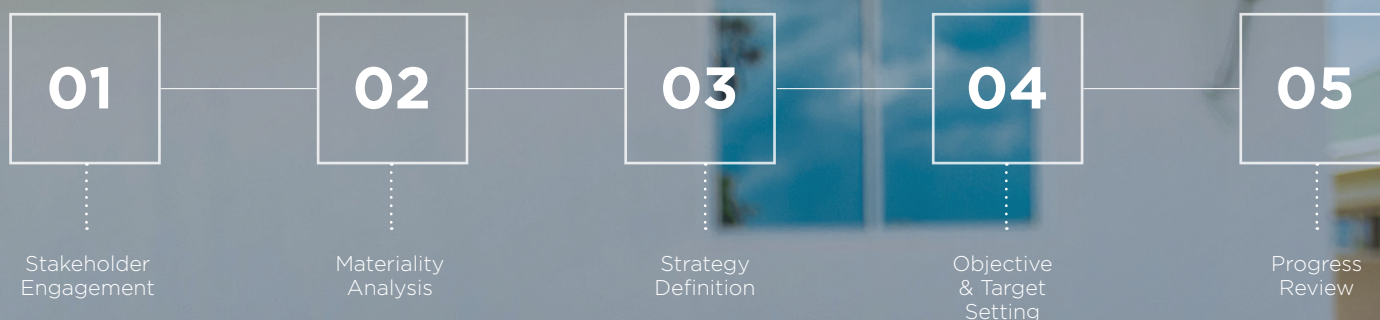 01
02
03
04
05
Stakeholder
Engagement
Materiality
Analysis
Strategy
Definition
Objective
& Target
Setting
Progress
Review